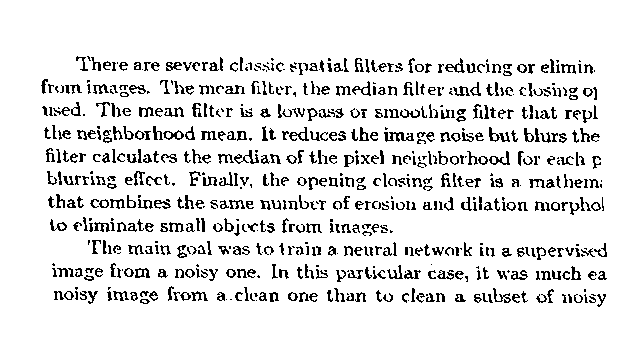 There are several classic spatial filters for reducing or elimin
from images. The mean filter, the median filter and the closing op
used. The mean filter is a lowpass or smoothing filter that repl
the neighborhood mean. It reduces the image noise but blurs the
filter calculates the median of the pixel neighborhood for each p
blurring effect. Finally, the opening closing filter is a mathem
that combines the same number of erosion and dilation morphol
to eliminate small objects from images.
The main goal was to train a neural network in a supervised
image from a noisy one. In this particular case, it was much ea
noisy image from a clean one than to clean a subset of noisy